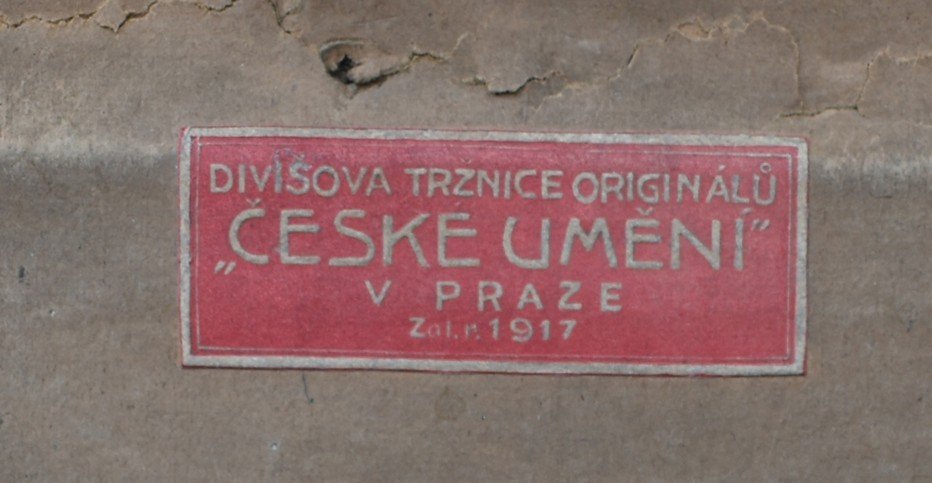 DIVIŠOVA TRŽNICE ORIGINÁLŮ
„ČESKÉ UMĚNÍ"
V PRAZE
Zal. r. 1917